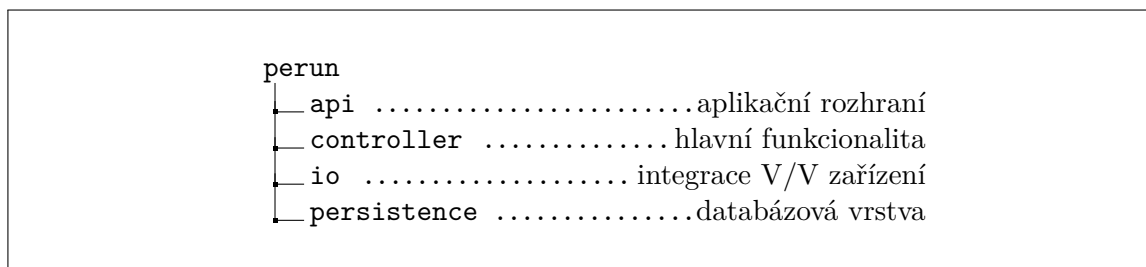 perun
api ........................aplikační rozhraní
controller ..............hlavní funkcionalita
io .................... integrace V/V zařízení
persistence ...............databázová vrstva